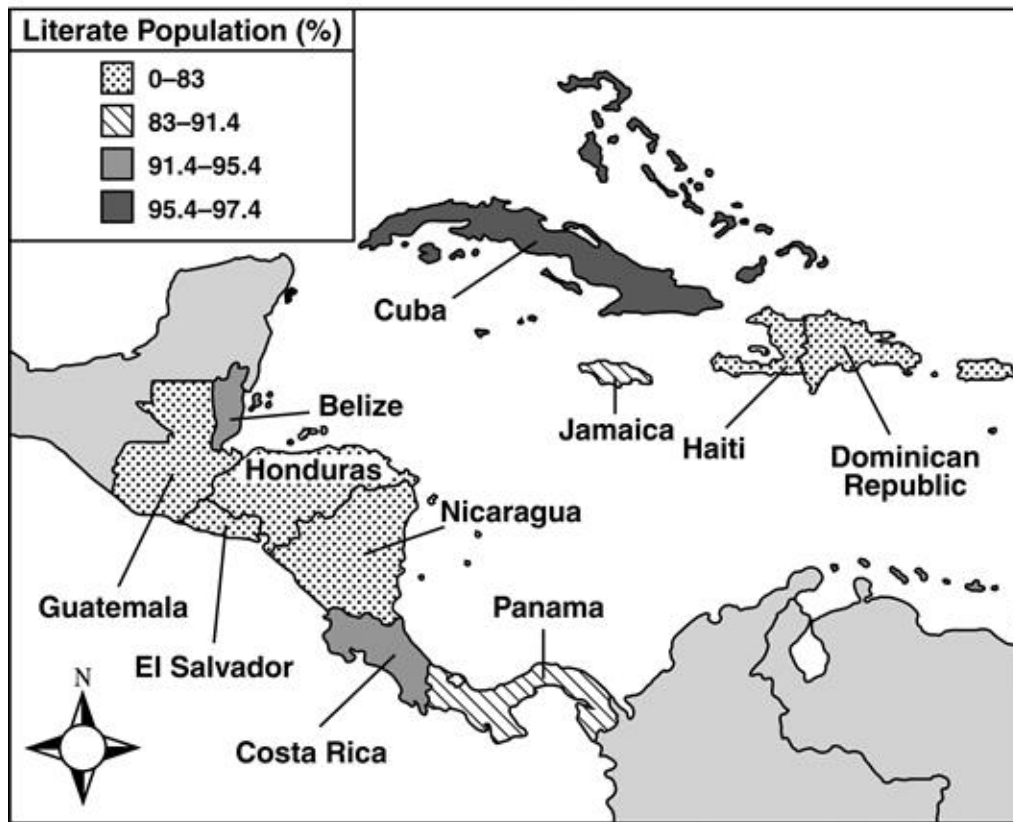 Literate Population (%)
0–83
83–91.4
91.4–95.4
95.4–97.4
Cuba
Belize
Jamaica
Haiti
Dominican
Republic
Honduras
Nicaragua
Guatemala
Panama
El Salvador
N
Costa Rica